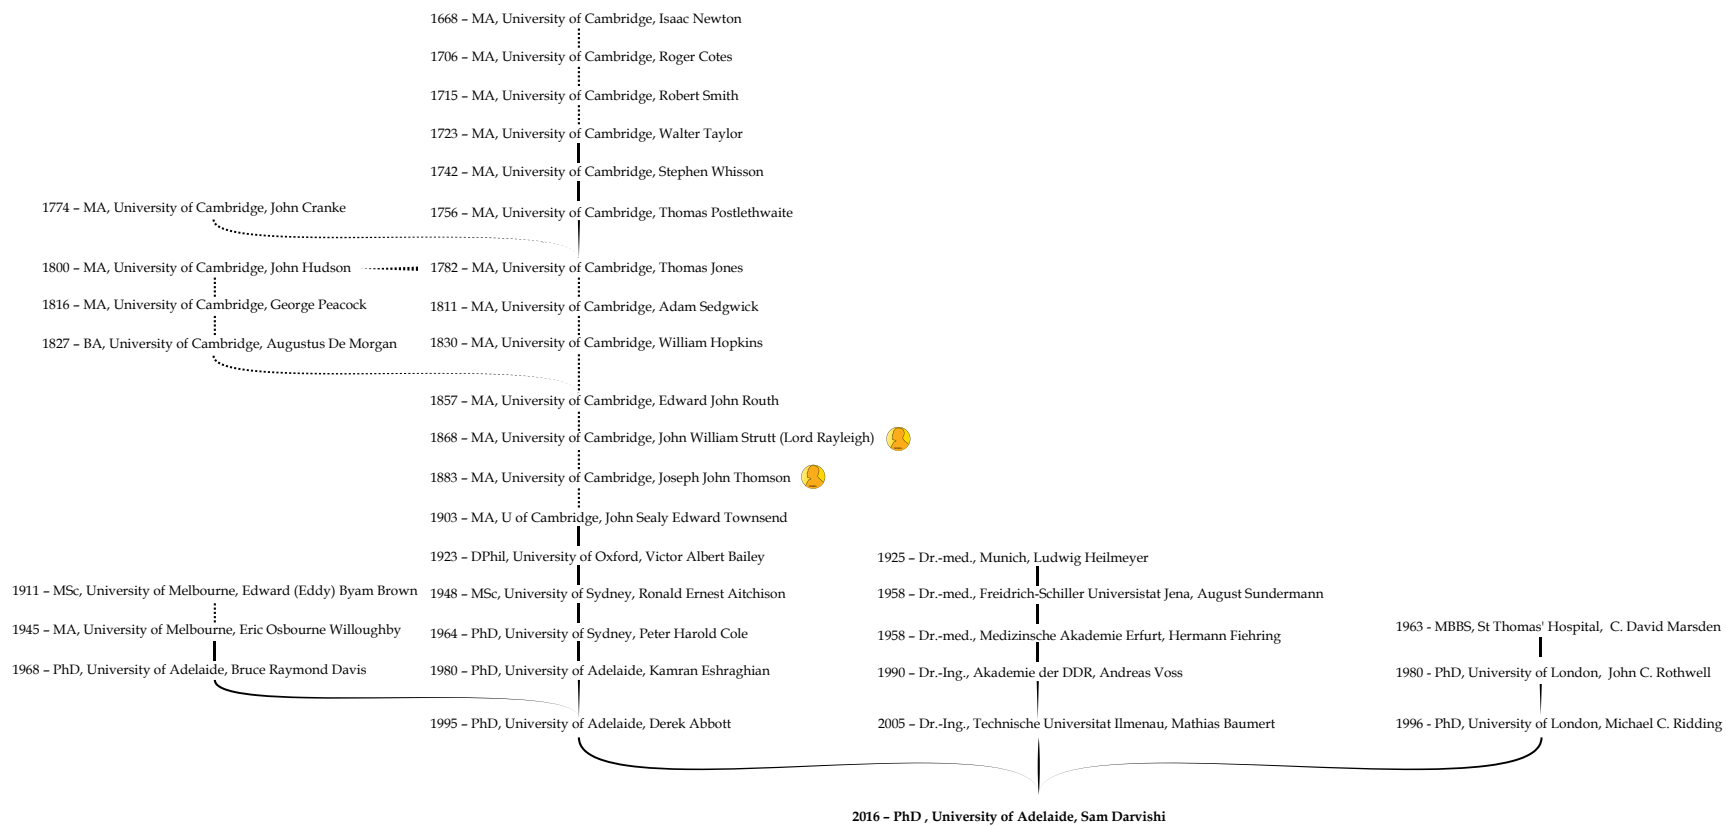 1668 – MA, University of Cambridge, Isaac Newton
1706 – MA, University of Cambridge, Roger Cotes
1715 – MA, University of Cambridge, Robert Smith
1723 – MA, University of Cambridge, Walter Taylor
1742 – MA, University of Cambridge, Stephen Whisson
1774 – MA, University of Cambridge, John Cranke
1756 – MA, University of Cambridge, Thomas Postlethwaite
1800 – MA, University of Cambridge, John Hudson
1782 – MA, University of Cambridge, Thomas Jones
1816 – MA, University of Cambridge, George Peacock
1811 – MA, University of Cambridge, Adam Sedgwick
1827 – BA, University of Cambridge, Augustus De Morgan
1830 – MA, University of Cambridge, William Hopkins
1857 – MA, University of Cambridge, Edward John Routh
1868 – MA, University of Cambridge, John William Strutt (Lord Rayleigh)
1883 – MA, University of Cambridge, Joseph John Thomson
1903 – MA, U of Cambridge, John Sealy Edward Townsend
1923 – DPhil, University of Oxford, Victor Albert Bailey
1925 – Dr.-med., Munich, Ludwig Heilmeyer
1911 – MSc, University of Melbourne, Edward (Eddy) Byam Brown
1948 – MSc, University of Sydney, Ronald Ernest Aitchison
1958 – Dr.-med., Freidrich-Schiller Universistat Jena, August Sundermann
1945 – MA, University of Melbourne, Eric Osbourne Willoughby
1964 – PhD, University of Sydney, Peter Harold Cole
1958 – Dr.-med., Medizinsche Akademie Erfurt, Hermann Fiehring
1963 - MBBS, St Thomas' Hospital, C. David Marsden
1968 – PhD, University of Adelaide, Bruce Raymond Davis
1980 – PhD, University of Adelaide, Kamran Eshraghian
1990 – Dr.-Ing., Akademie der DDR, Andreas Voss
1980 - PhD, University of London, John C. Rothwell
1995 – PhD, University of Adelaide, Derek Abbott
2005 – Dr.-Ing., Technische Universitat Ilmenau, Mathias Baumert
1996 - PhD, University of London, Michael C. Ridding
2016 – PhD , University of Adelaide, Sam Darvishi